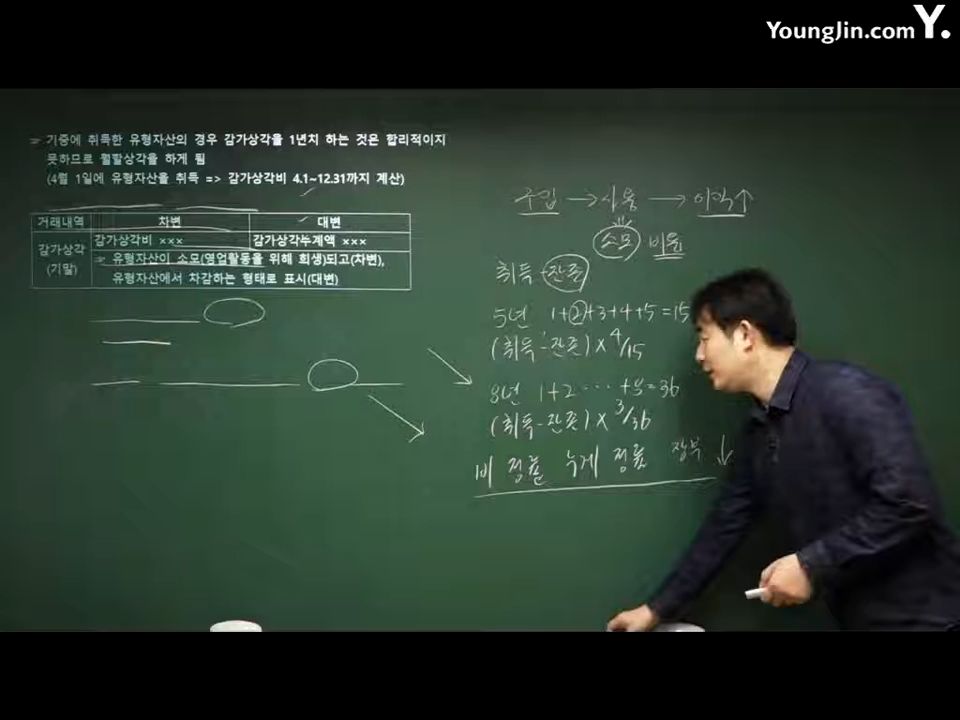 YoungJin.com Y.
⇒ 기중에 취득한 유형자산의 경우 감가상각을 1년치 하는 것은 합리적이지
못하므로 월할상각을 하게 됨
(4월 1일에 유형자산을 취득 => 감가상각비 4.1~12.31까지 계산)
거래내역 차변 대변
감가상각 (기말) 감가상각비 ××× 감가상각누계액 ×××
⇒ 유형자산이 소모(영업활동을 위해 희생)되고(차변),
유형자산에서 차감하는 형태로 표시(대변)
구입 → 사용 → 이익↑
소모 비율
취득-잔존
5년 1+2+3+4+5=15
(취득-잔존)×4/15
8년 1+2 ... +8=36
(취득-잔존)×3/36
비 정률 누계 정률 장부 ↓